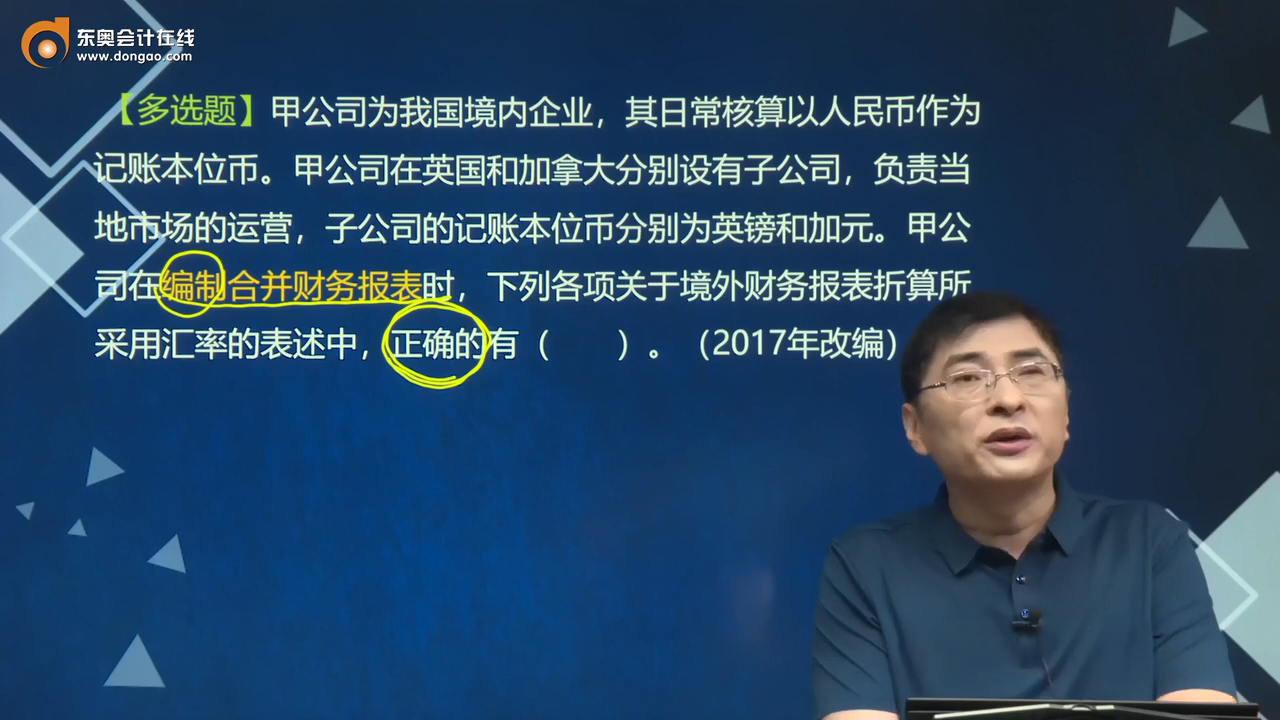 东奥会计在线
www.dongao.com
【多选题】甲公司为我国境内企业，其日常核算以人民币作为
记账本位币。甲公司在英国和加拿大分别设有子公司，负责当
地市场的运营，子公司的记账本位币分别为英镑和加元。甲公
司在编制合并财务报表时，下列各项关于境外财务报表折算所
采用汇率的表述中，正确的有（　　）。（2017年改编）